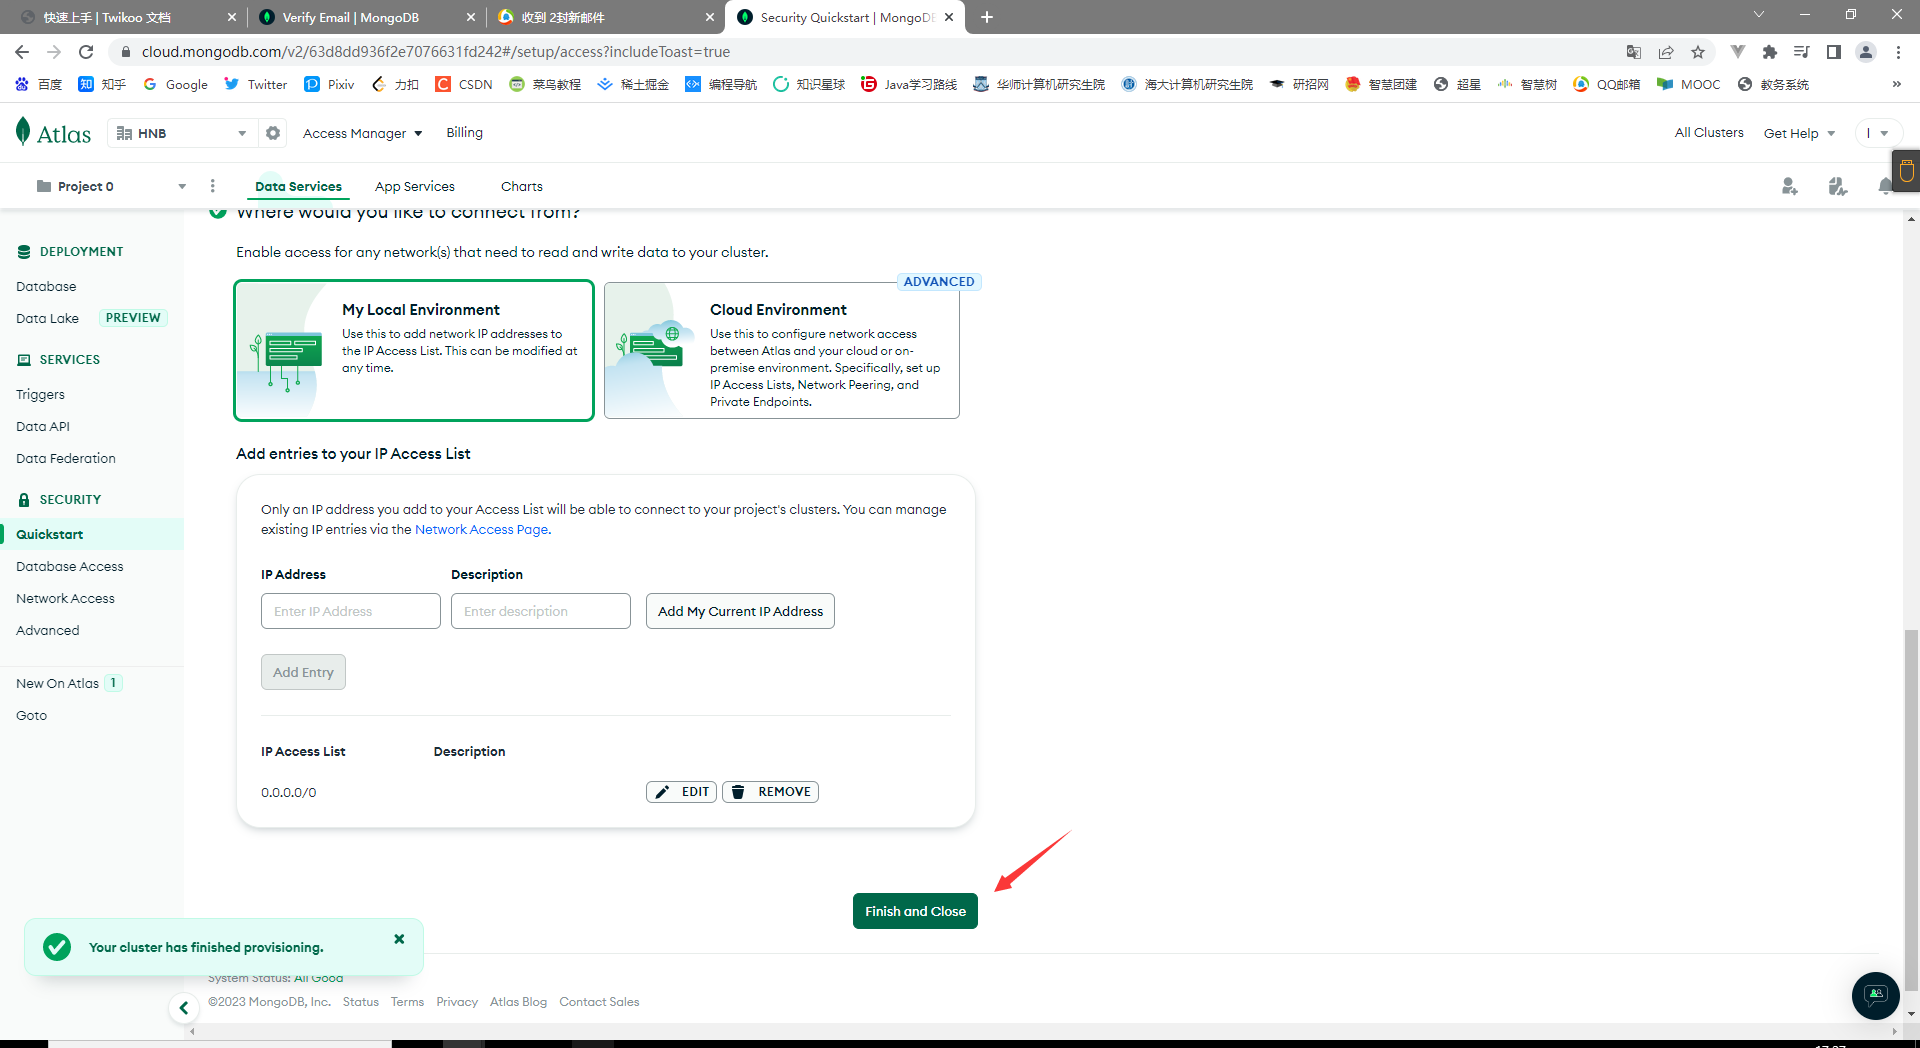 快速上手 | Twikoo 文档
Verify Email | MongoDB
收到 2封新邮件
Security Quickstart | MongoDB
cloud.mongodb.com/v2/63d8dd936f2e7076631fd242#/setup/access?includeToast=true
百度
知乎
Google
Twitter
Pixiv
力扣
CSDN
菜鸟教程
稀土掘金
编程导航
知识星球
Java学习路线
华师计算机研究生院
海大计算机研究生院
研招网
智慧团建
超星
智慧树
QQ邮箱
MOOC
教务系统
Atlas
HNB
Access Manager
Billing
All Clusters
Get Help
I
Project 0
Data Services
App Services
Charts
DEPLOYMENT
Database
Data Lake PREVIEW
SERVICES
Triggers
Data API
Data Federation
SECURITY
Quickstart
Database Access
Network Access
Advanced
New On Atlas 1
Goto
Where would you like to connect from?
Enable access for any network(s) that need to read and write data to your cluster.
My Local Environment
Use this to add network IP addresses to
the IP Access List. This can be modified at
any time.
ADVANCED
Cloud Environment
Use this to configure network access
between Atlas and your cloud or on-
premise environment. Specifically, set up
IP Access Lists, Network Peering, and
Private Endpoints.
Add entries to your IP Access List
Only an IP address you add to your Access List will be able to connect to your project's clusters. You can manage
existing IP entries via the Network Access Page.
IP Address Description
Enter IP Address Enter description Add My Current IP Address
Add Entry
IP Access List Description
0.0.0.0/0 EDIT REMOVE
Finish and Close
Your cluster has finished provisioning.
System Status: All Good
©2023 MongoDB, Inc. Status Terms Privacy Atlas Blog Contact Sales